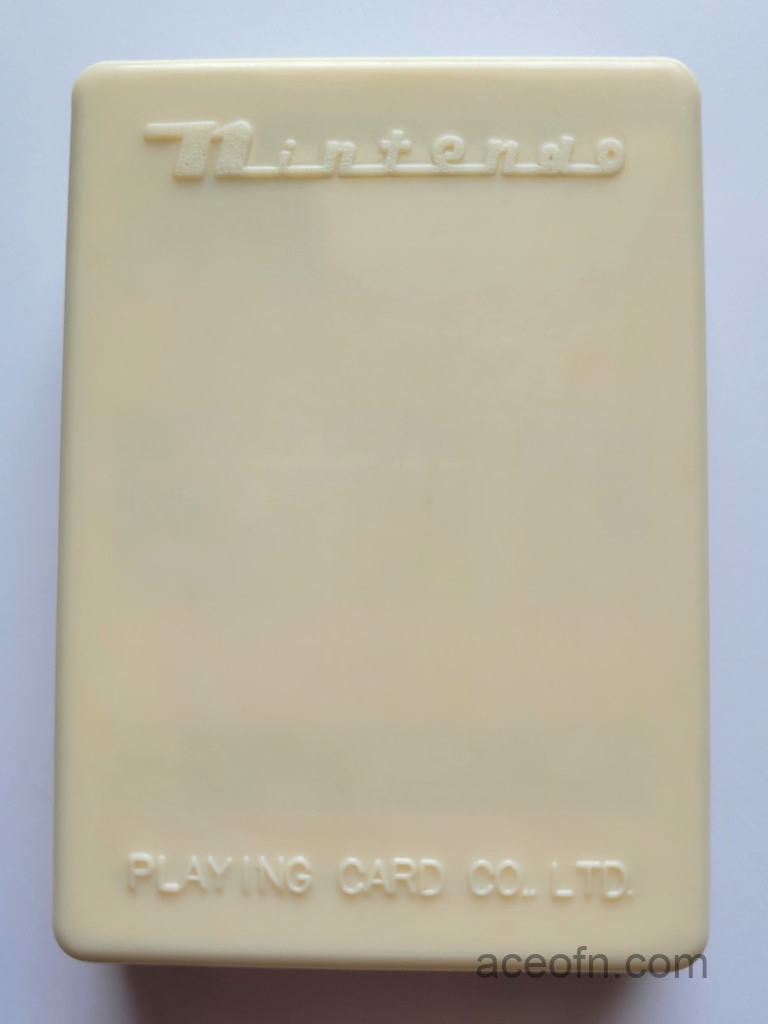 Nintendo
PLAYING CARD CO., LTD.
aceofn.com